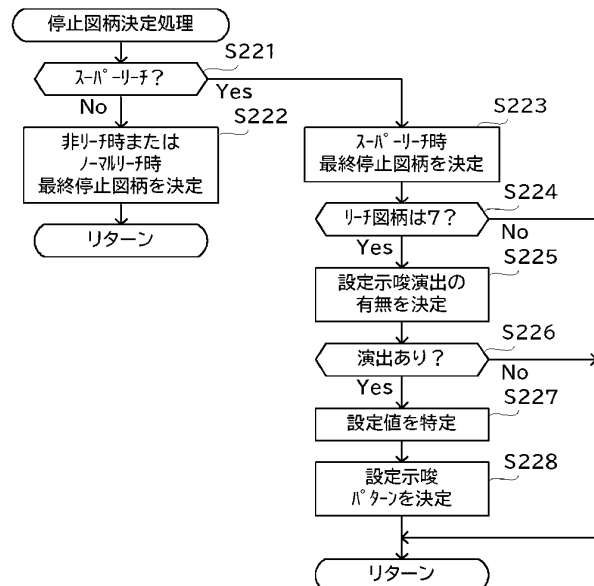 停止図柄決定処理
S221
ｽｰﾊﾟｰﾘｰﾁ？
No
Yes
S222
非ﾘｰﾁ時または
ﾉｰﾏﾙﾘｰﾁ時
最終停止図柄を決定
リターン
S223
ｽｰﾊﾟｰﾘｰﾁ時
最終停止図柄を決定
S224
ﾘｰﾁ図柄は7？
No
Yes
S225
設定示唆演出の
有無を決定
S226
演出あり？
No
Yes
S227
設定値を特定
S228
設定示唆
ﾊﾟﾀｰﾝを決定
リターン